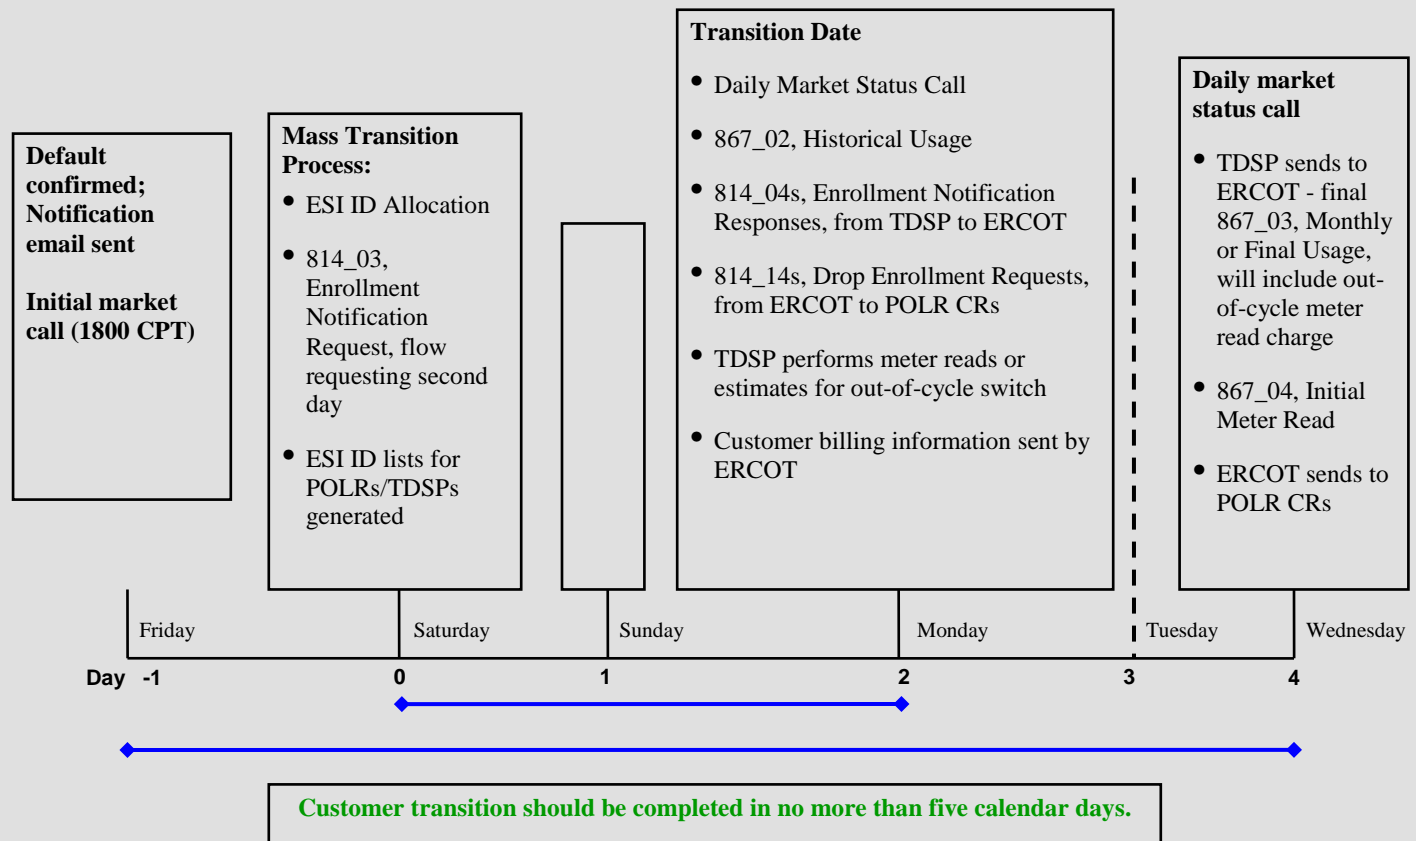 Default
confirmed;
Notification
email sent
Initial market
call (1800 CPT)
Mass Transition
Process:
• ESI ID Allocation
• 814_03,
Enrollment
Notification
Request, flow
requesting second
day
• ESI ID lists for
POLRs/TDSPs
generated
Transition Date
• Daily Market Status Call
• 867_02, Historical Usage
• 814_04s, Enrollment Notification
Responses, from TDSP to ERCOT
• 814_14s, Drop Enrollment Requests,
from ERCOT to POLR CRs
• TDSP performs meter reads or
estimates for out-of-cycle switch
• Customer billing information sent by
ERCOT
Daily market
status call
• TDSP sends to
ERCOT - final
867_03, Monthly
or Final Usage,
will include out-
of-cycle meter
read charge
• 867_04, Initial
Meter Read
• ERCOT sends to
POLR CRs
Friday
Saturday
Sunday
Monday
Tuesday
Wednesday
Day -1
0
1
2
3
4
Customer transition should be completed in no more than five calendar days.